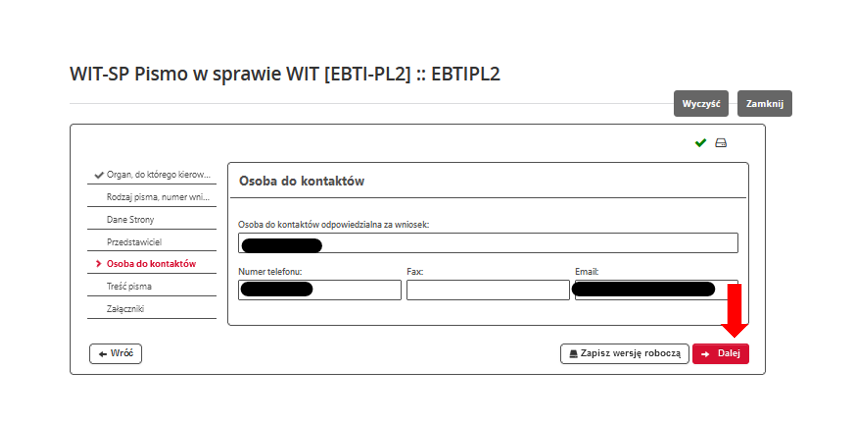 WIT-SP Pismo w sprawie WIT [EBTI-PL2] :: EBTIPL2
Wyczyść
Zamknij
Organ, do którego kierow...
Rodzaj pisma, numer wni...
Dane Strony
Przedstawiciel
Osoba do kontaktów
Treść pisma
Załączniki
Osoba do kontaktów
Osoba do kontaktów odpowiedzialna za wniosek:
Numer telefonu:
Fax:
Email:
Wróć
Zapisz wersję roboczą
Dalej